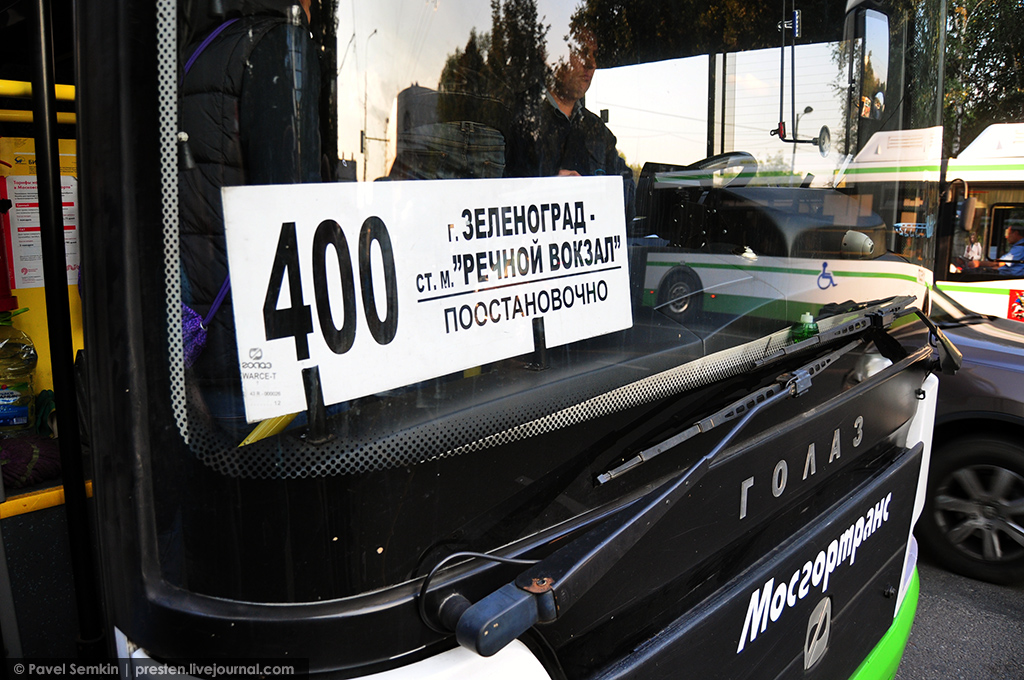 400
г. ЗЕЛЕНОГРАД -
ст. м. "РЕЧНОЙ ВОКЗАЛ"
ПООСТАНОВОЧНО
ГОЛАЗ
Мосгортранс
© Pavel Semkin | presten.livejournal.com